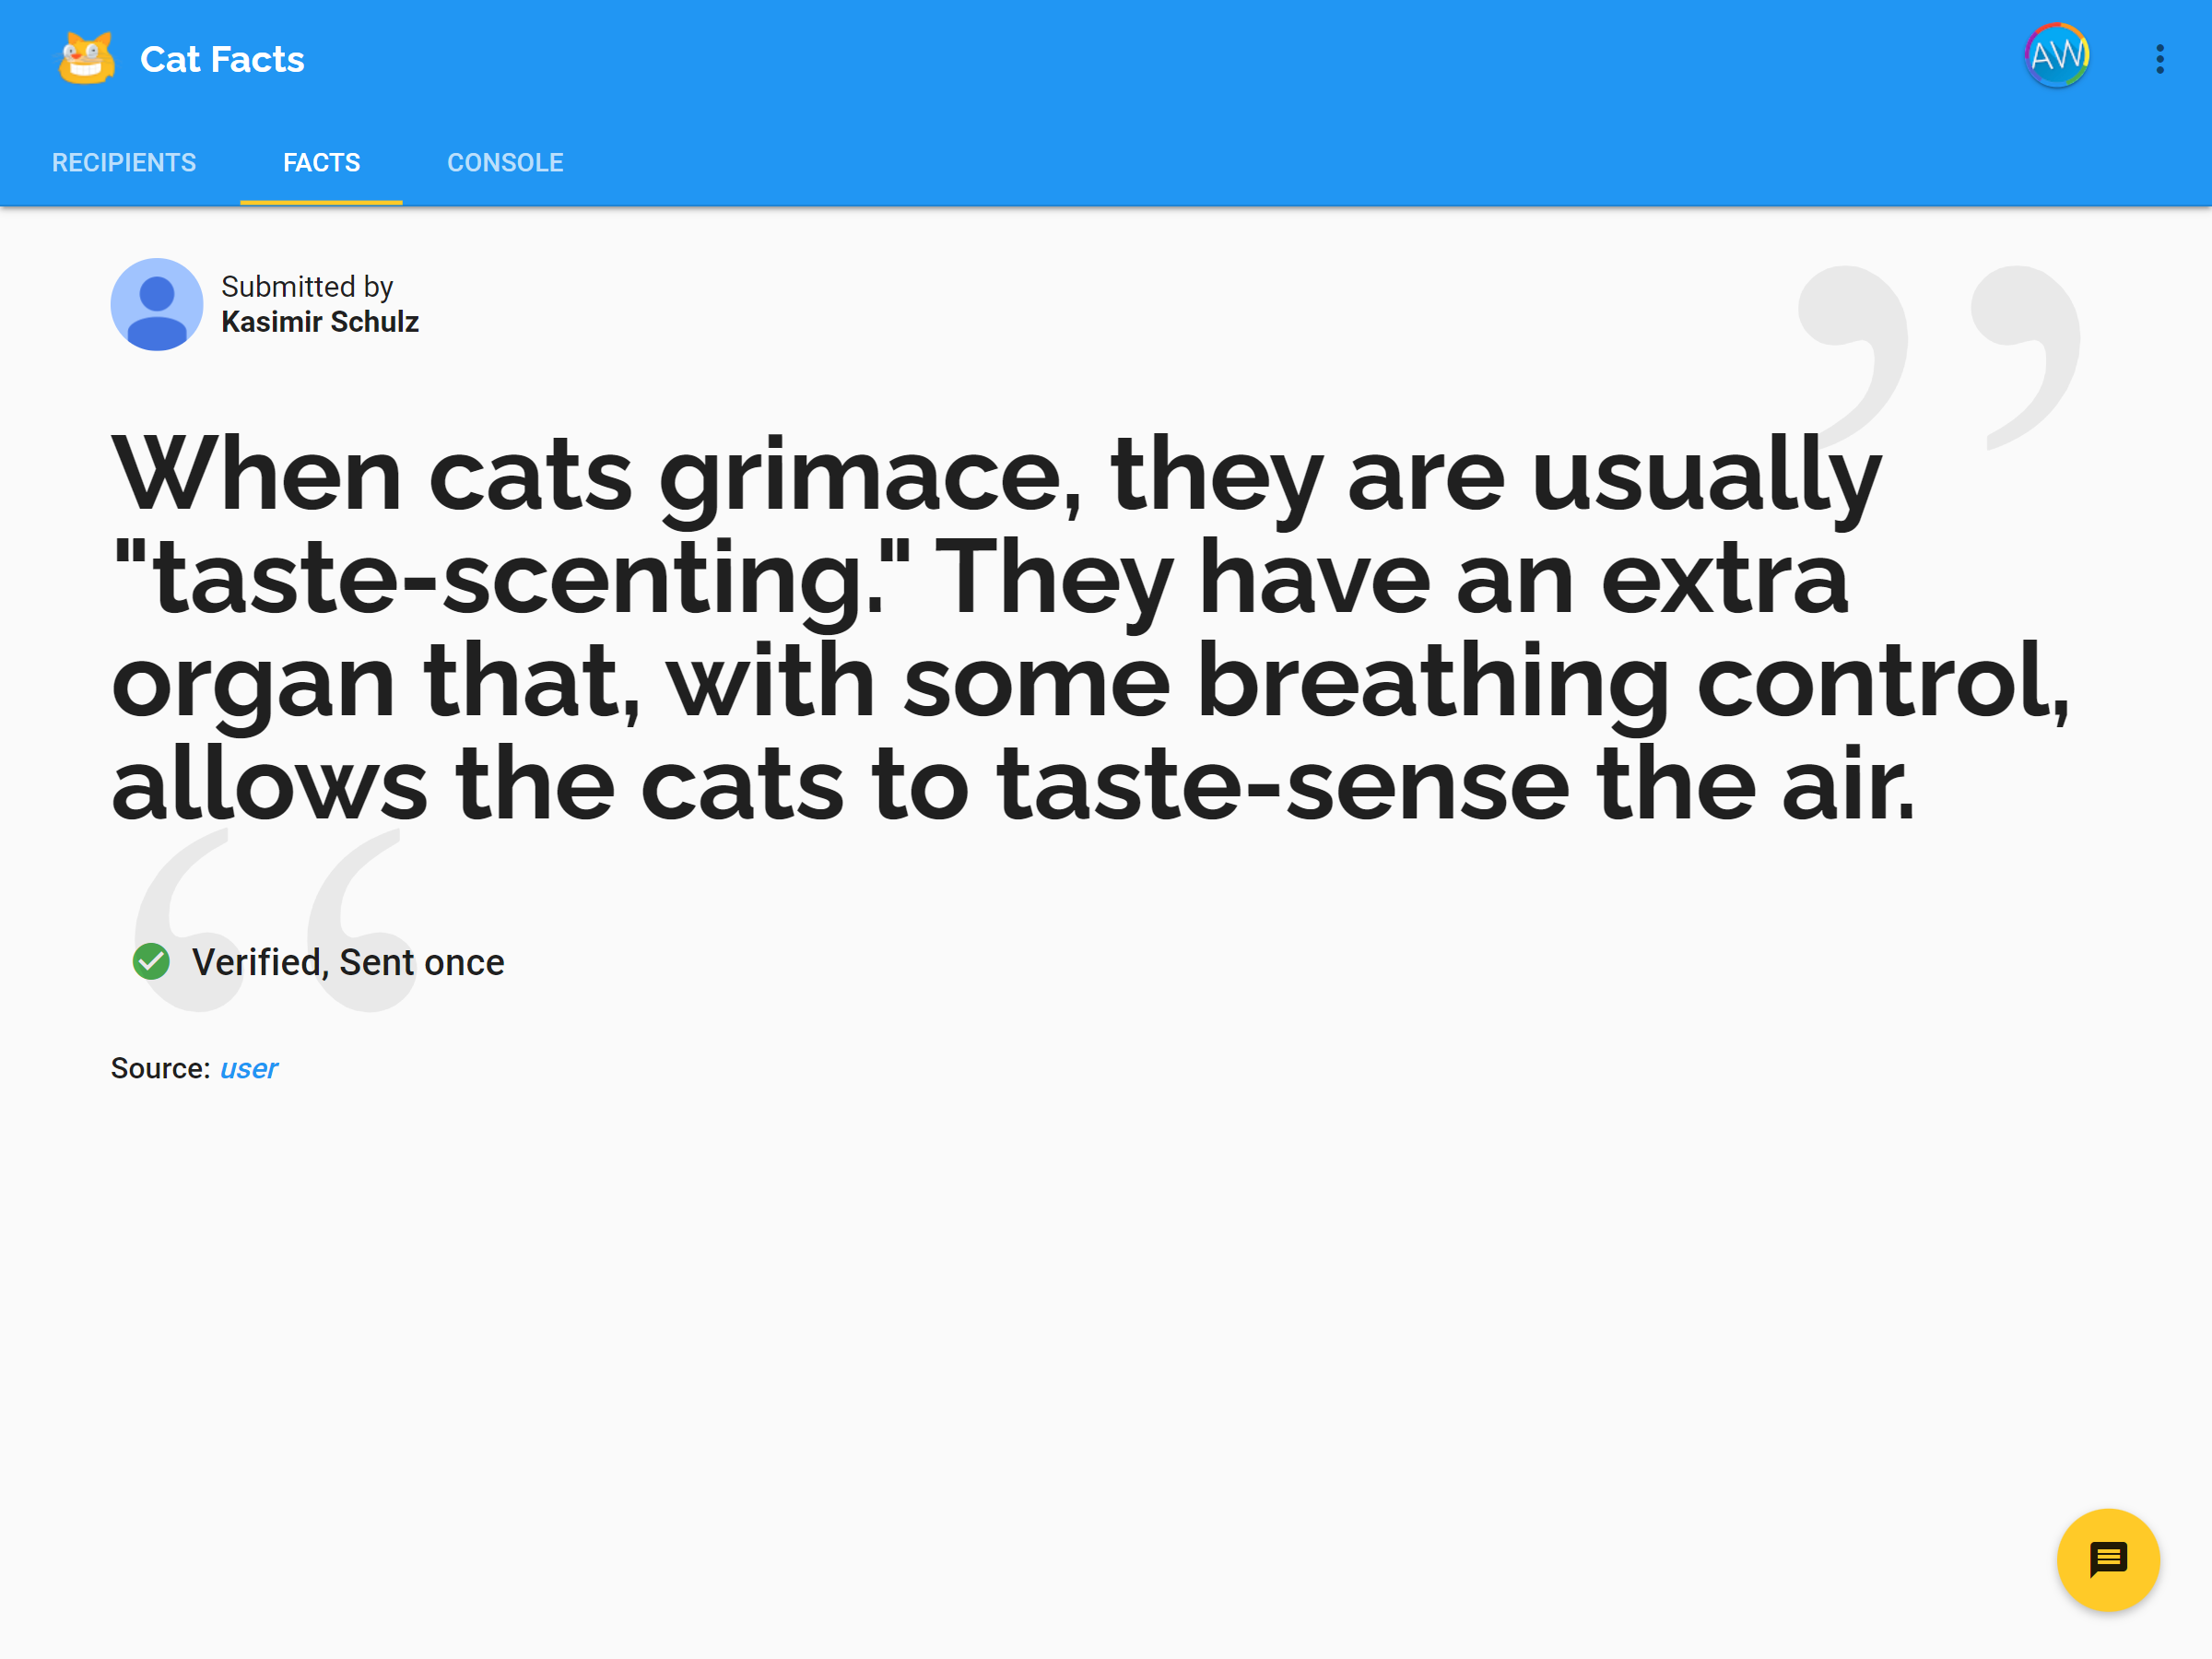 Cat Facts
AW
RECIPIENTS
FACTS
CONSOLE
Submitted by
Kasimir Schulz
When cats grimace, they are usually
"taste-scenting." They have an extra
organ that, with some breathing control,
allows the cats to taste-sense the air.
Verified, Sent once
Source: user